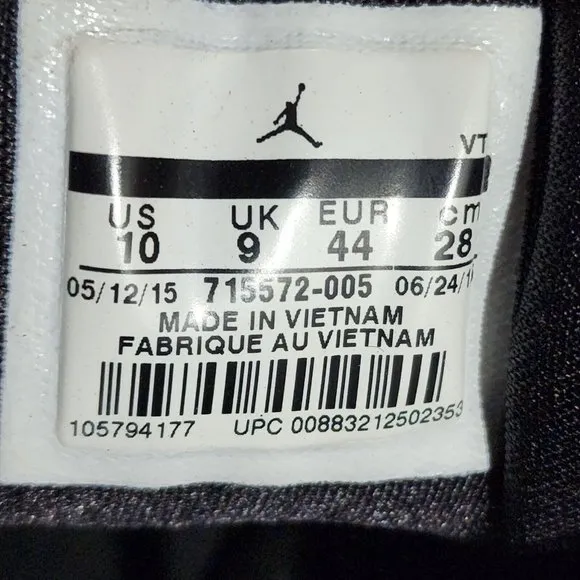 VT
US UK EUR cm
10 9 44 28
05/12/15 715572-005
MADE IN VIETNAM
FABRIQUE AU VIETNAM
105794177 UPC 00883212502353